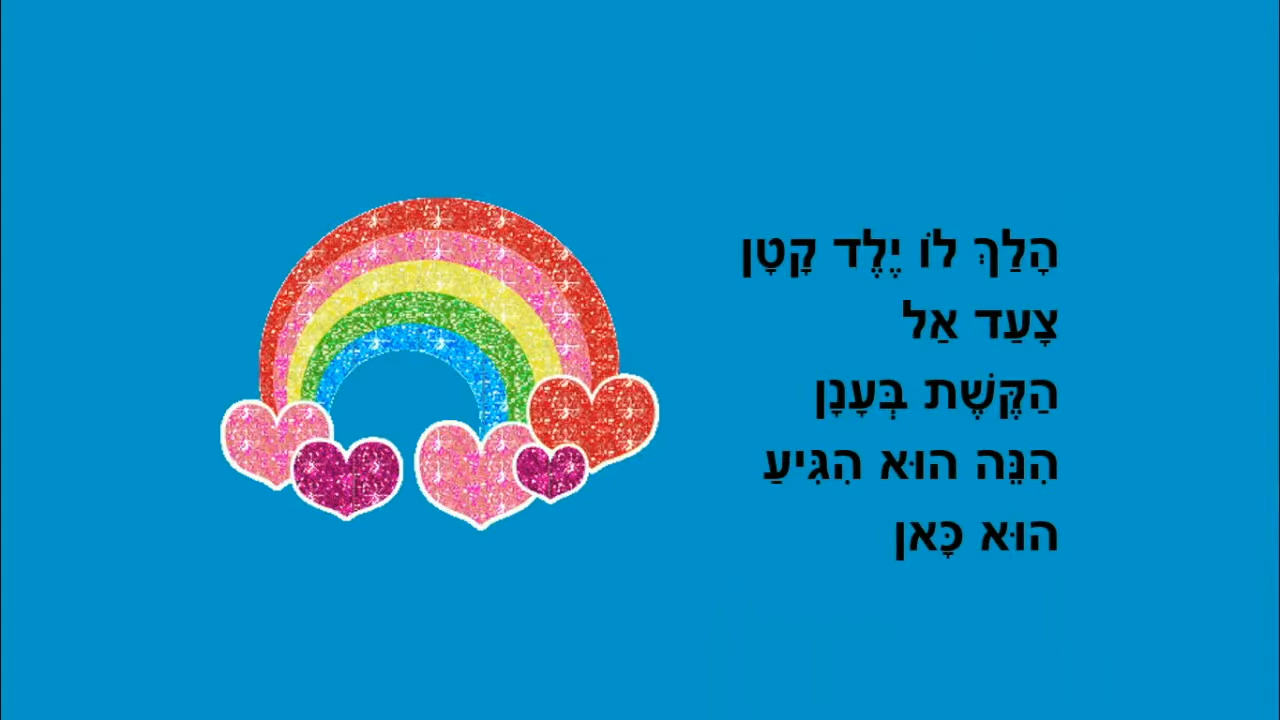 הָלַךְ לוֹ יֶלֶד קָטָן
צָעַד אַל
הַקֶּשֶׁת בְּעָנָן
הִנֵּה הוּא הִגִּיעַ
הוּא כָּאן